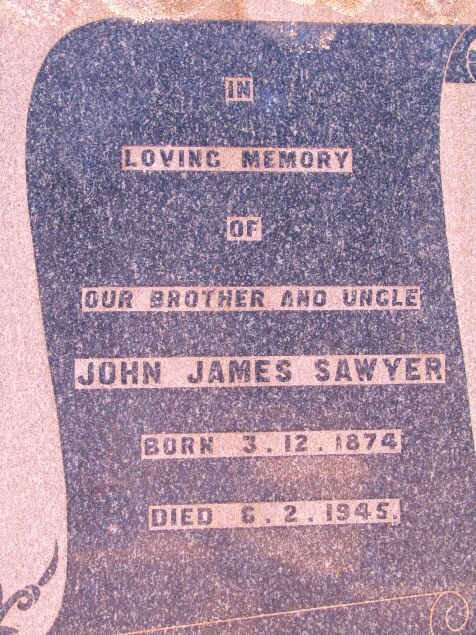 IN
LOVING MEMORY
OF
OUR BROTHER AND UNCLE
JOHN JAMES SAWYER
BORN 3.12.1874
DIED 6.2.1945.